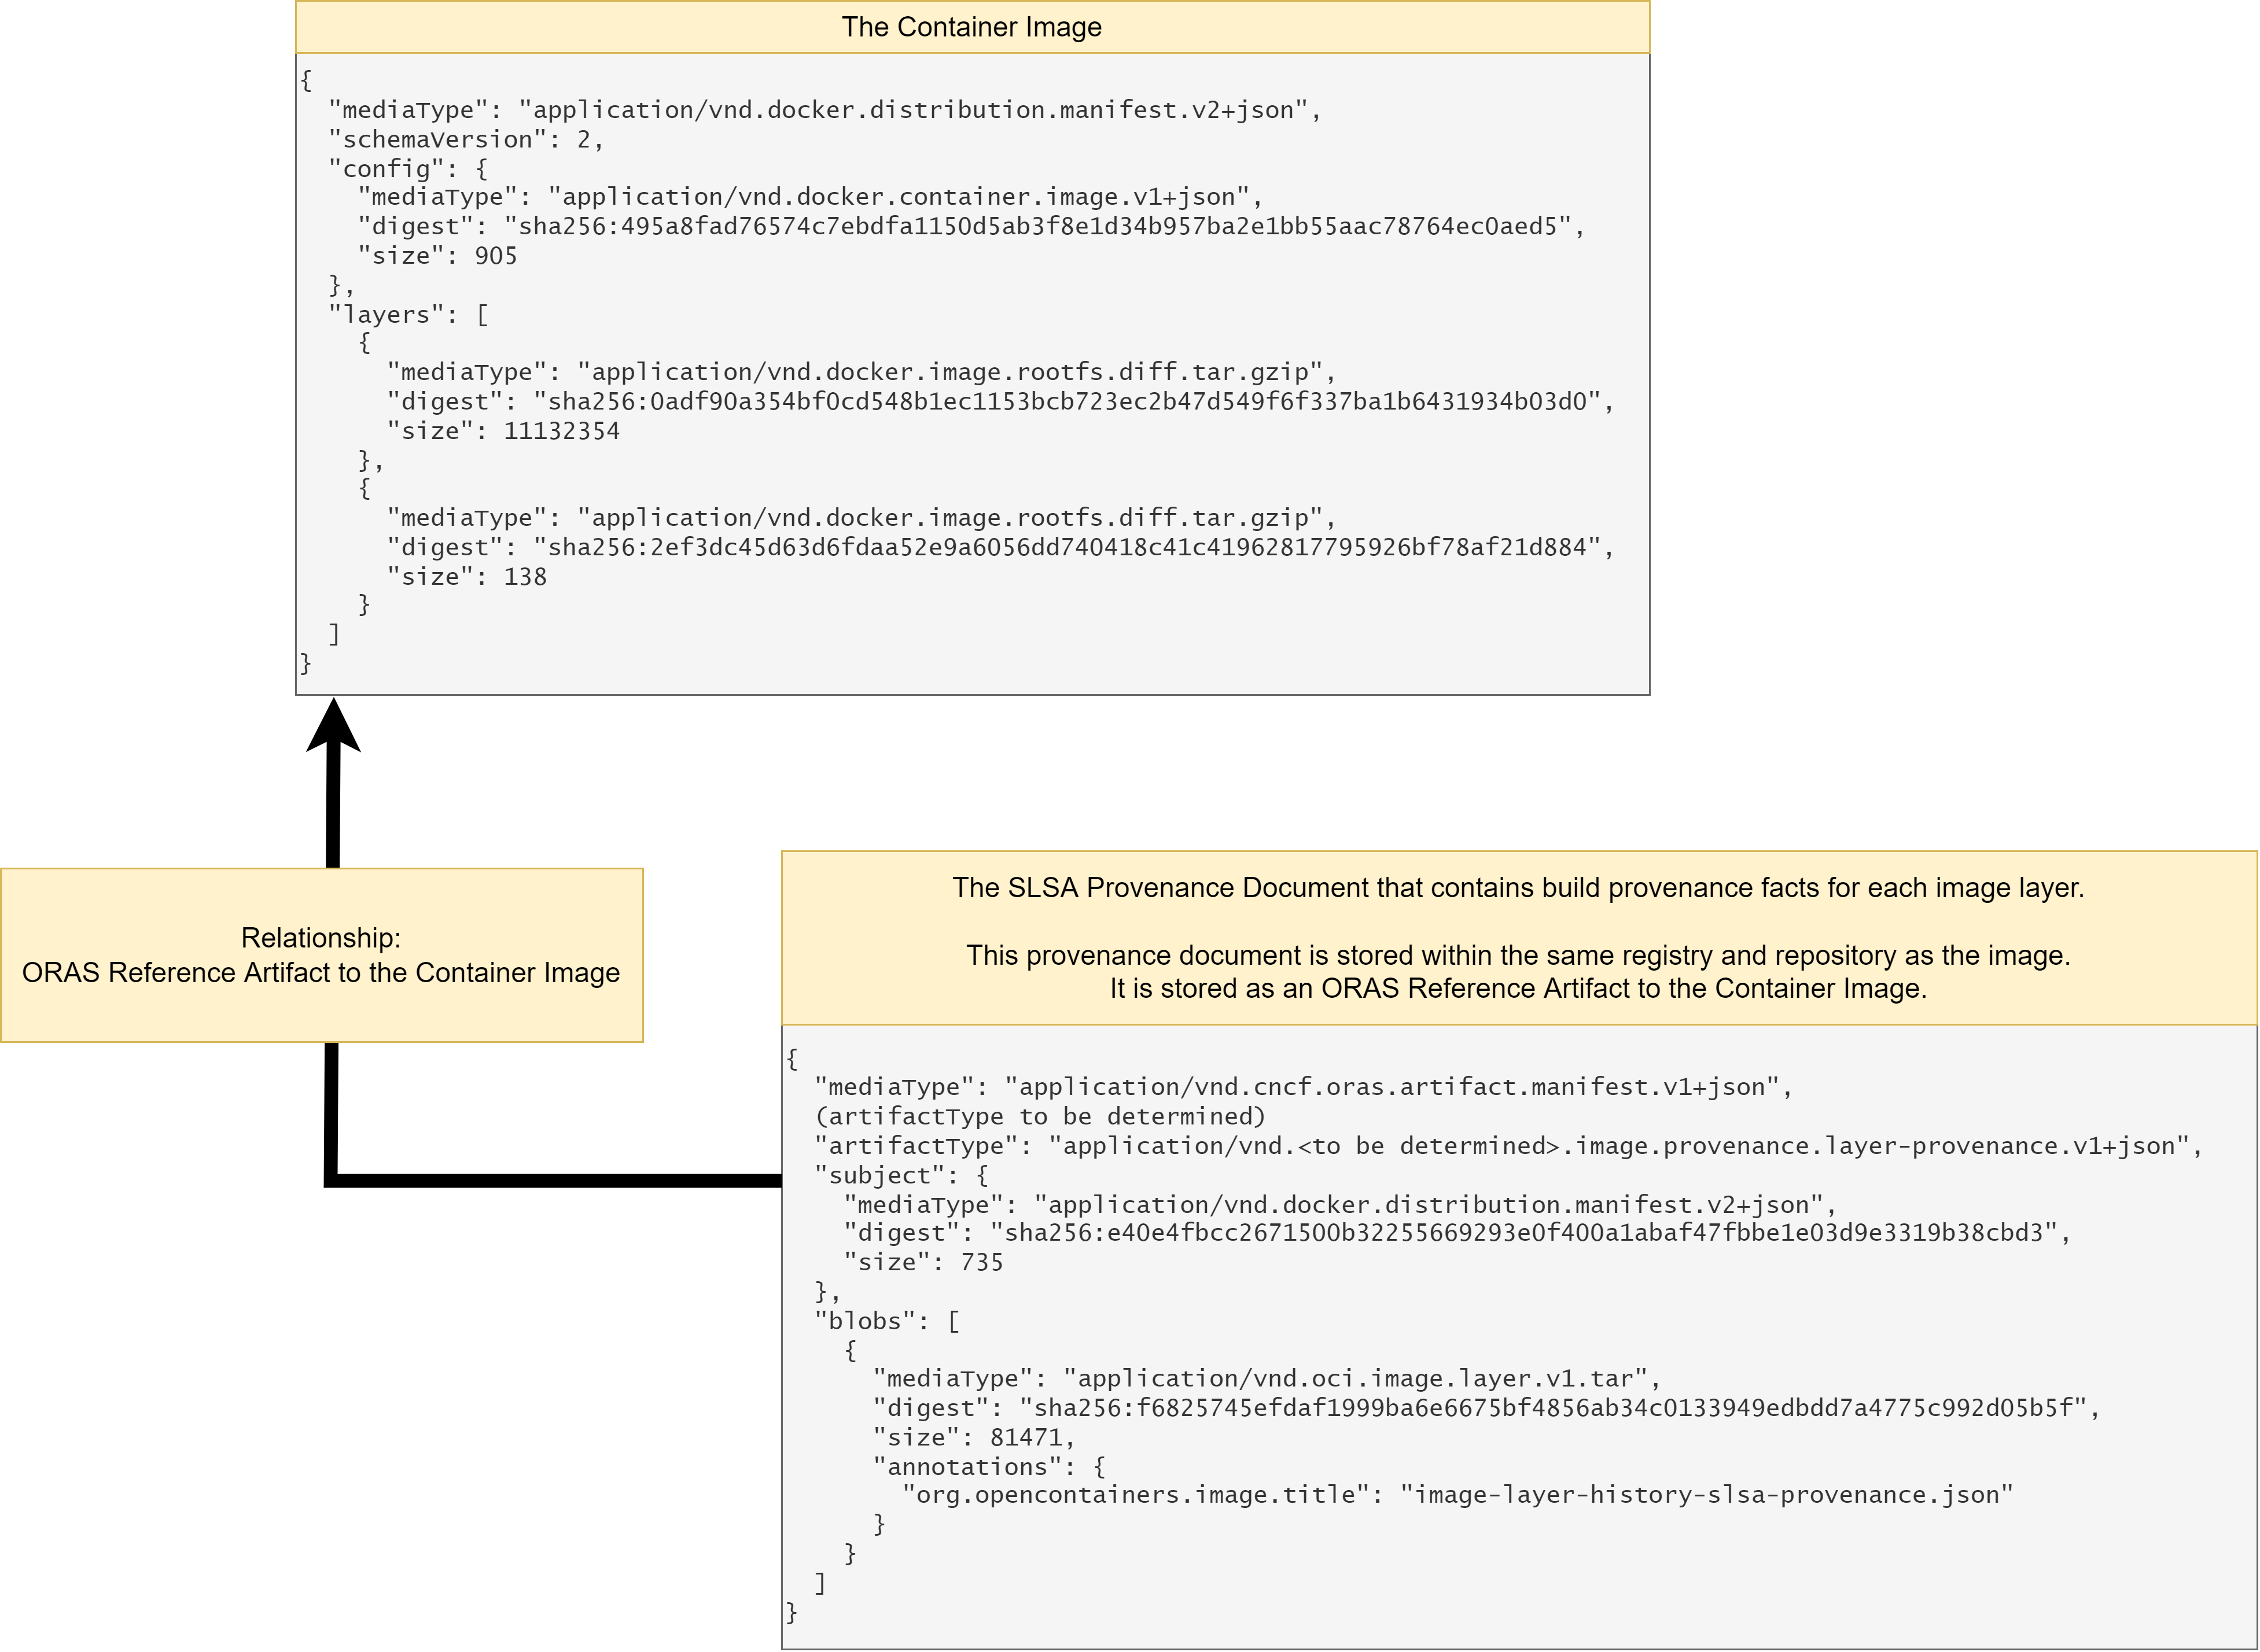 The Container Image
{
  "mediaType": "application/vnd.docker.distribution.manifest.v2+json",
  "schemaVersion": 2,
  "config": {
    "mediaType": "application/vnd.docker.container.image.v1+json",
    "digest": "sha256:495a8fad76574c7ebdfa1150d5ab3f8e1d34b957ba2e1bb55aac78764ec0aed5",
    "size": 905
  },
  "layers": [
    {
      "mediaType": "application/vnd.docker.image.rootfs.diff.tar.gzip",
      "digest": "sha256:0adf90a354bf0cd548b1ec1153bcb723ec2b47d549f6f337ba1b6431934b03d0",
      "size": 11132354
    },
    {
      "mediaType": "application/vnd.docker.image.rootfs.diff.tar.gzip",
      "digest": "sha256:2ef3dc45d63d6fdaa52e9a6056dd740418c41c41962817795926bf78af21d884",
      "size": 138
    }
  ]
}
Relationship:
ORAS Reference Artifact to the Container Image
The SLSA Provenance Document that contains build provenance facts for each image layer.
This provenance document is stored within the same registry and repository as the image.
It is stored as an ORAS Reference Artifact to the Container Image.
{
  "mediaType": "application/vnd.cncf.oras.artifact.manifest.v1+json",
  (artifactType to be determined)
  "artifactType": "application/vnd.<to be determined>.image.provenance.layer-provenance.v1+json",
  "subject": {
    "mediaType": "application/vnd.docker.distribution.manifest.v2+json",
    "digest": "sha256:e40e4fbcc2671500b32255669293e0f400a1abaf47fbbe1e03d9e3319b38cbd3",
    "size": 735
  },
  "blobs": [
    {
      "mediaType": "application/vnd.oci.image.layer.v1.tar",
      "digest": "sha256:f6825745efdaf1999ba6e6675bf4856ab34c0133949edbdd7a4775c992d05b5f",
      "size": 81471,
      "annotations": {
        "org.opencontainers.image.title": "image-layer-history-slsa-provenance.json"
      }
    }
  ]
}